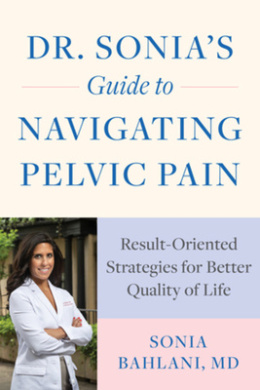 DR. SONIA'S
Guide to
NAVIGATING
PELVIC PAIN
Result-Oriented
Strategies for Better
Quality of Life
SONIA
BAHLANI, MD